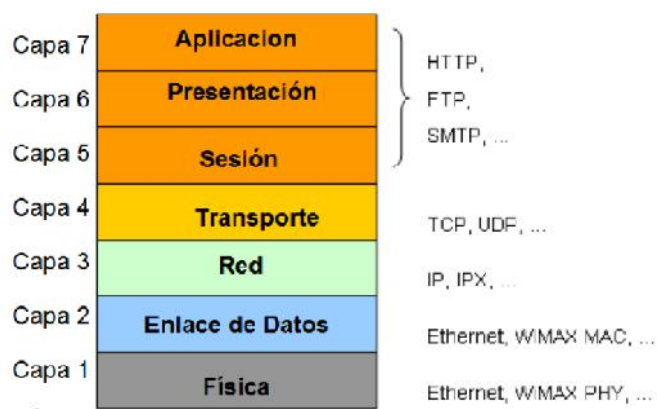 Capa 7 Aplicacion
HTTP,
Capa 6 Presentación
FTP,
SMTP, ...
Capa 5 Sesión
Capa 4 Transporte
TCP, UDP, ...
Capa 3 Red
IP, IPX, ...
Capa 2 Enlace de Datos
Ethernet, WIMAX MAC, ...
Capa 1 Física
Ethernet, WIMAX PHY, ...